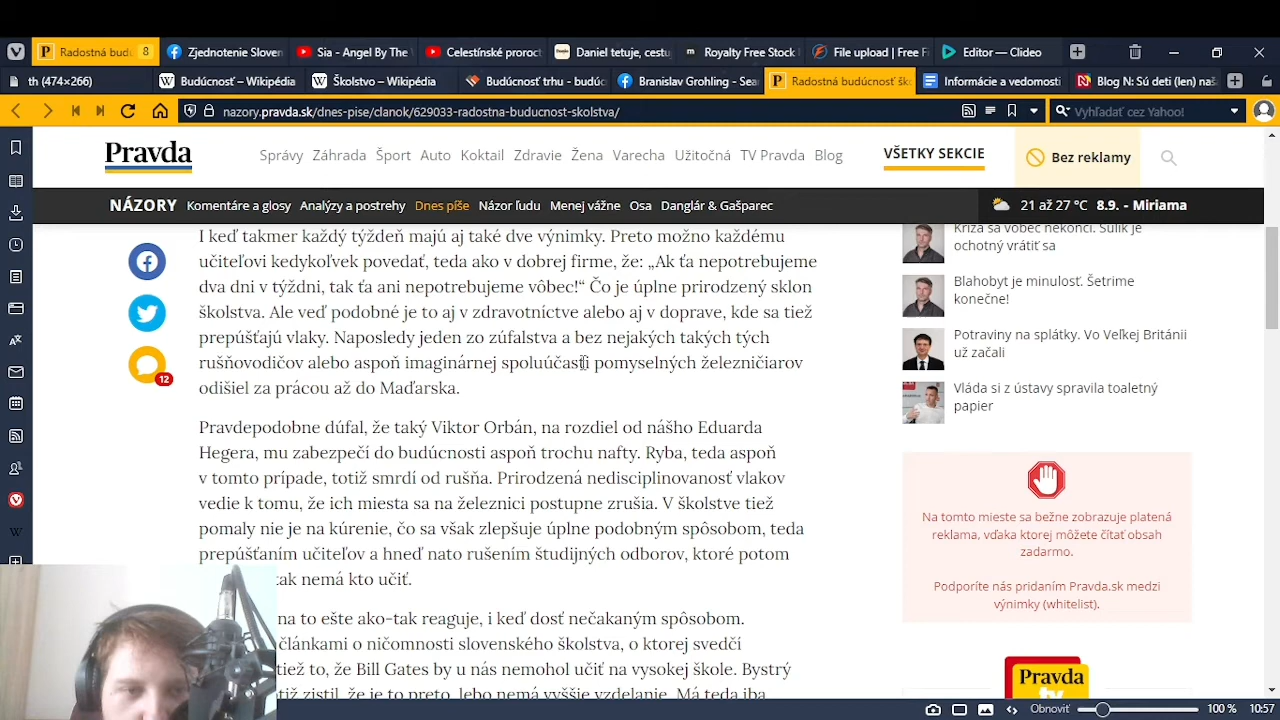 Radostná budú 8
Zjednotenie Sloven
Sia - Angel By The
Celestírské proro
Daniel tetuje, cestu
Royalty Free Stock
File upload | Free F
Editor — Clideo
th (474×260)
Budúcnosť – Wikipédia
Školstvo – Wikipédia
Budúcnosť trhu - budúc
Branislav Grohling - Sear
Radostná budúcnosť ško
Informácie a vedomosti
Blog N: Sú deti (len) naš
nazory.pravda.sk/dnes-pise/clanok/629033-radostna-buducnost-skolstva/
Vyhľadať cez Yahoo!
Pravda
Správy Záhrada Šport Auto Koktail Zdravie Žena Varecha Užitočná TV Pravda Blog
VŠETKY SEKCIE
Bez reklamy
NÁZORY Komentáre a glosy Analýzy a postrehy Dnes píše Názor ľudu Menej vážne Osa Danglár & Gašparec
21 až 27 °C 8.9. - Miriama
I keď takmer každý týždeň majú aj také dve výnimky. Preto možno každému
učiteľovi kedykoľvek povedať, teda ako v dobrej firme, že: „Ak ťa nepotrebujeme
dva dni v týždni, tak ťa ani nepotrebujeme vôbec!“ Čo je úplne prirodzený sklon
školstva. Ale veď podobné je to aj v zdravotníctve alebo aj v doprave, kde sa tiež
prepúšťajú vlaky. Naposledy jeden zo zúfalstva a bez nejakých takých tých
rušňovodičov alebo aspoň imaginárnej spoluúčasti pomyselných železničiarov
odišiel za prácou až do Maďarska.
12
Pravdepodobne dúfal, že taký Viktor Orbán, na rozdiel od nášho Eduarda
Hegera, mu zabezpečí do budúcnosti aspoň trochu nafty. Ryba, teda aspoň
v tomto prípade, totiž smrdí od rušňa. Prirodzená nedisciplinovanosť vlakov
vedie k tomu, že ich miesta sa na železnici postupne zrušia. V školstve tiež
pomaly nie je na kúrenie, čo sa však zlepšuje úplne podobným spôsobom, teda
prepúšťaním učiteľov a hneď nato rušením študijných odborov, ktoré potom
tak nemá kto učiť.
na to ešte ako-tak reaguje, i keď dosť nečakaným spôsobom.
článkami o ničomnosti slovenského školstva, o ktorej svedčí
tiež to, že Bill Gates by u nás nemohol učiť na vysokej škole. Bystrý
Kríza sa vôbec nekončí. Sulík je
ochotný vrátiť sa
Blahobyt je minulosť. Šetrime
konečne!
Potraviny na splátky. Vo Veľkej Británii
už začali
Vláda si z ústavy spravila toaletný
papier
Na tomto mieste sa bežne zobrazuje platená
reklama, vďaka ktorej môžete čítať obsah
zadarmo.
Podporíte nás pridaním Pravda.sk medzi
výnimky (whitelist).
Pravda
tv
Obnoviť 100 % 10:57